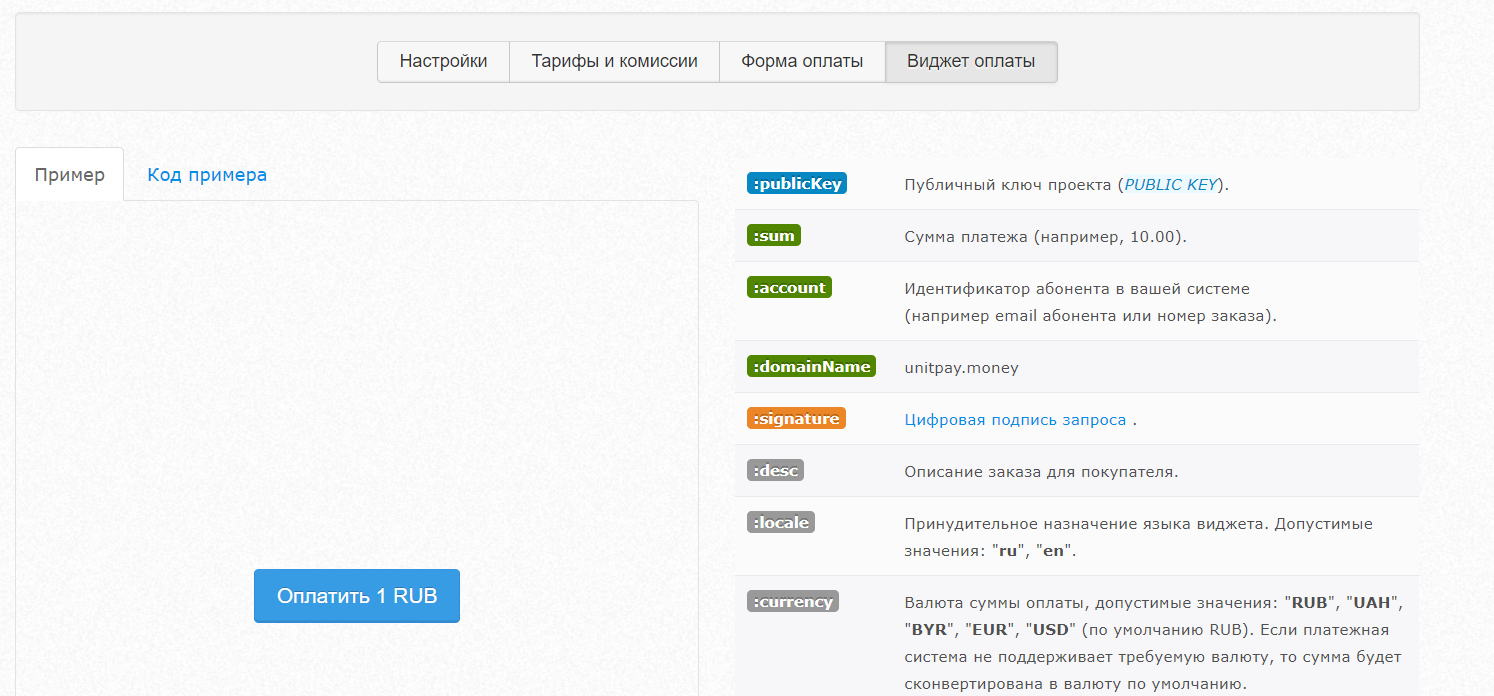 Настройки Тарифы и комиссии Форма оплаты Виджет оплаты
Пример Код примера
Оплатить 1 RUB
:publicKey Публичный ключ проекта (PUBLIC KEY).
:sum Сумма платежа (например, 10.00).
:account Идентификатор абонента в вашей системе
(например email абонента или номер заказа).
:domainName unitpay.money
:signature Цифровая подпись запроса .
:desc Описание заказа для покупателя.
:locale Принудительное назначение языка виджета. Допустимые
значения: "ru", "en".
:currency Валюта суммы оплаты, допустимые значения: "RUB", "UAH",
"BYR", "EUR", "USD" (по умолчанию RUB). Если платежная
система не поддерживает требуемую валюту, то сумма будет
сконвертирована в валюту по умолчанию.